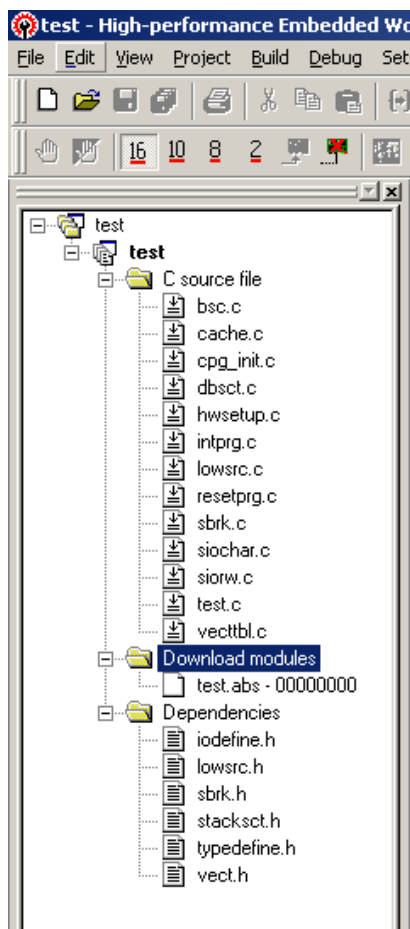 test - High-performance Embedded Wo
File Edit View Project Build Debug Set
16 10 8 2
test
test
C source file
bsc.c
cache.c
cpg_init.c
dbsct.c
hwsetup.c
intprg.c
lowsrc.c
resetprg.c
sbrk.c
siochar.c
siorw.c
test.c
vecttbl.c
Download modules
test.abs - 00000000
Dependencies
iodefine.h
lowsrc.h
sbrk.h
stacksct.h
typedefine.h
vect.h